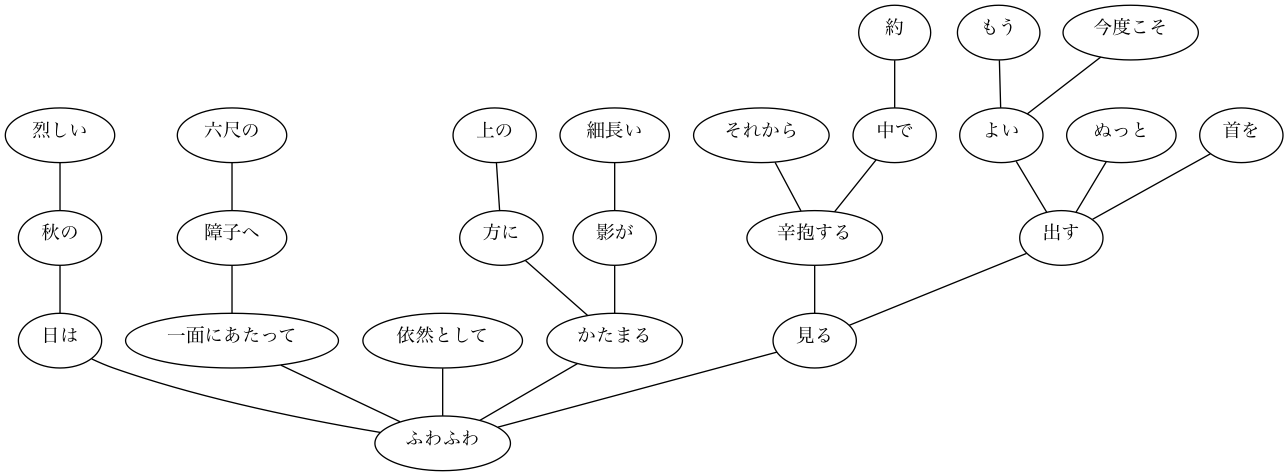 約
もう
今度こそ
烈しい
六尺の
上の
細長い
それから
中で
よい
ぬっと
首を
秋の
障子へ
方に
影が
辛抱する
出す
日は
一面にあたって
依然として
かたまる
見る
ふわふわ